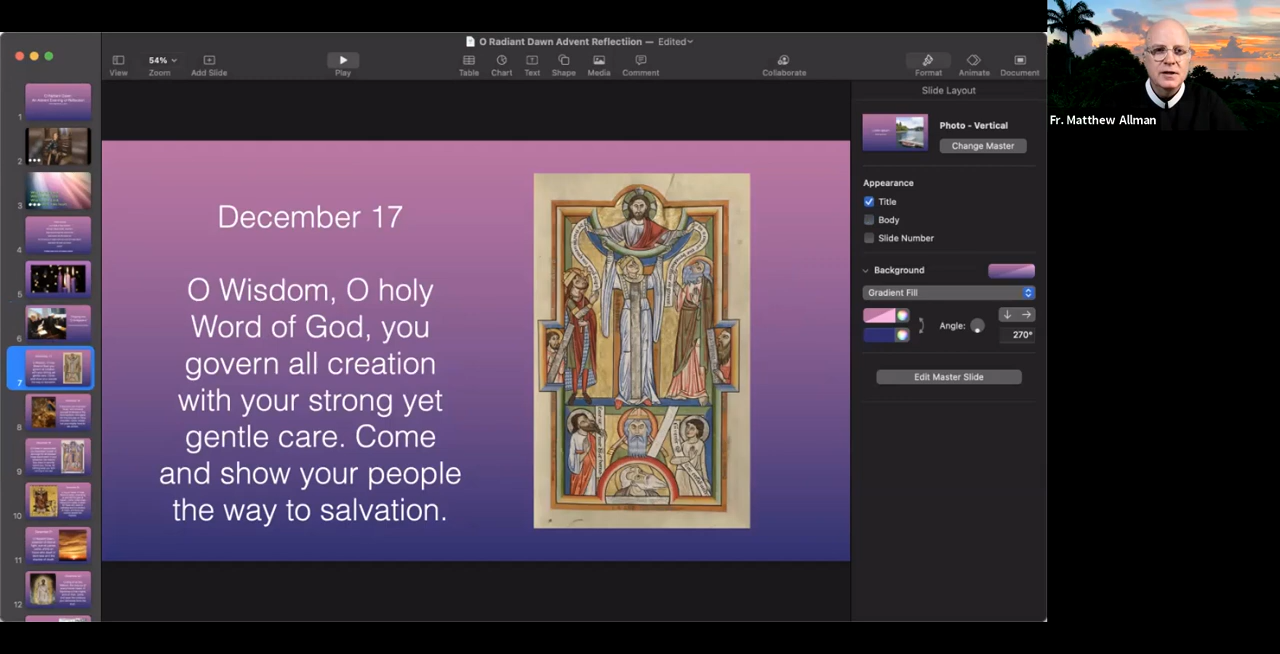 O Radiant Dawn Advent Reflectiion — Edited
View
54%
Zoom
Add Slide
Play
Table
Chart
Text
Shape
Media
Comment
Collaborate
Format
Animate
Document
Slide Layout
Photo - Vertical
Change Master
Appearance
Title
Body
Slide Number
Background
Gradient Fill
Angle:
270°
Edit Master Slide
1
2
3
4
5
6
7
8
9
10
11
12
December 17
O Wisdom, O holy
Word of God, you
govern all creation
with your strong yet
gentle care. Come
and show your people
the way to salvation.
Fr. Matthew Allman